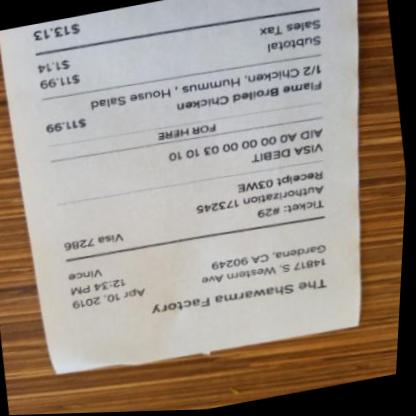 The Shawarma Factory
14817 S. Western Ave
Gardena, CA 90249
Apr 10, 2019
12:34 PM
Vince
Ticket: #29
Visa 7286
Authorization 173245
Receipt 03WE
VISA DEBIT
AID A0 00 00 00 03 10 10
FOR HERE
Flame Broiled Chicken $11.99
1/2 Chicken, Hummus , House Salad
Subtotal $11.99
Sales Tax $1.14
$13.13